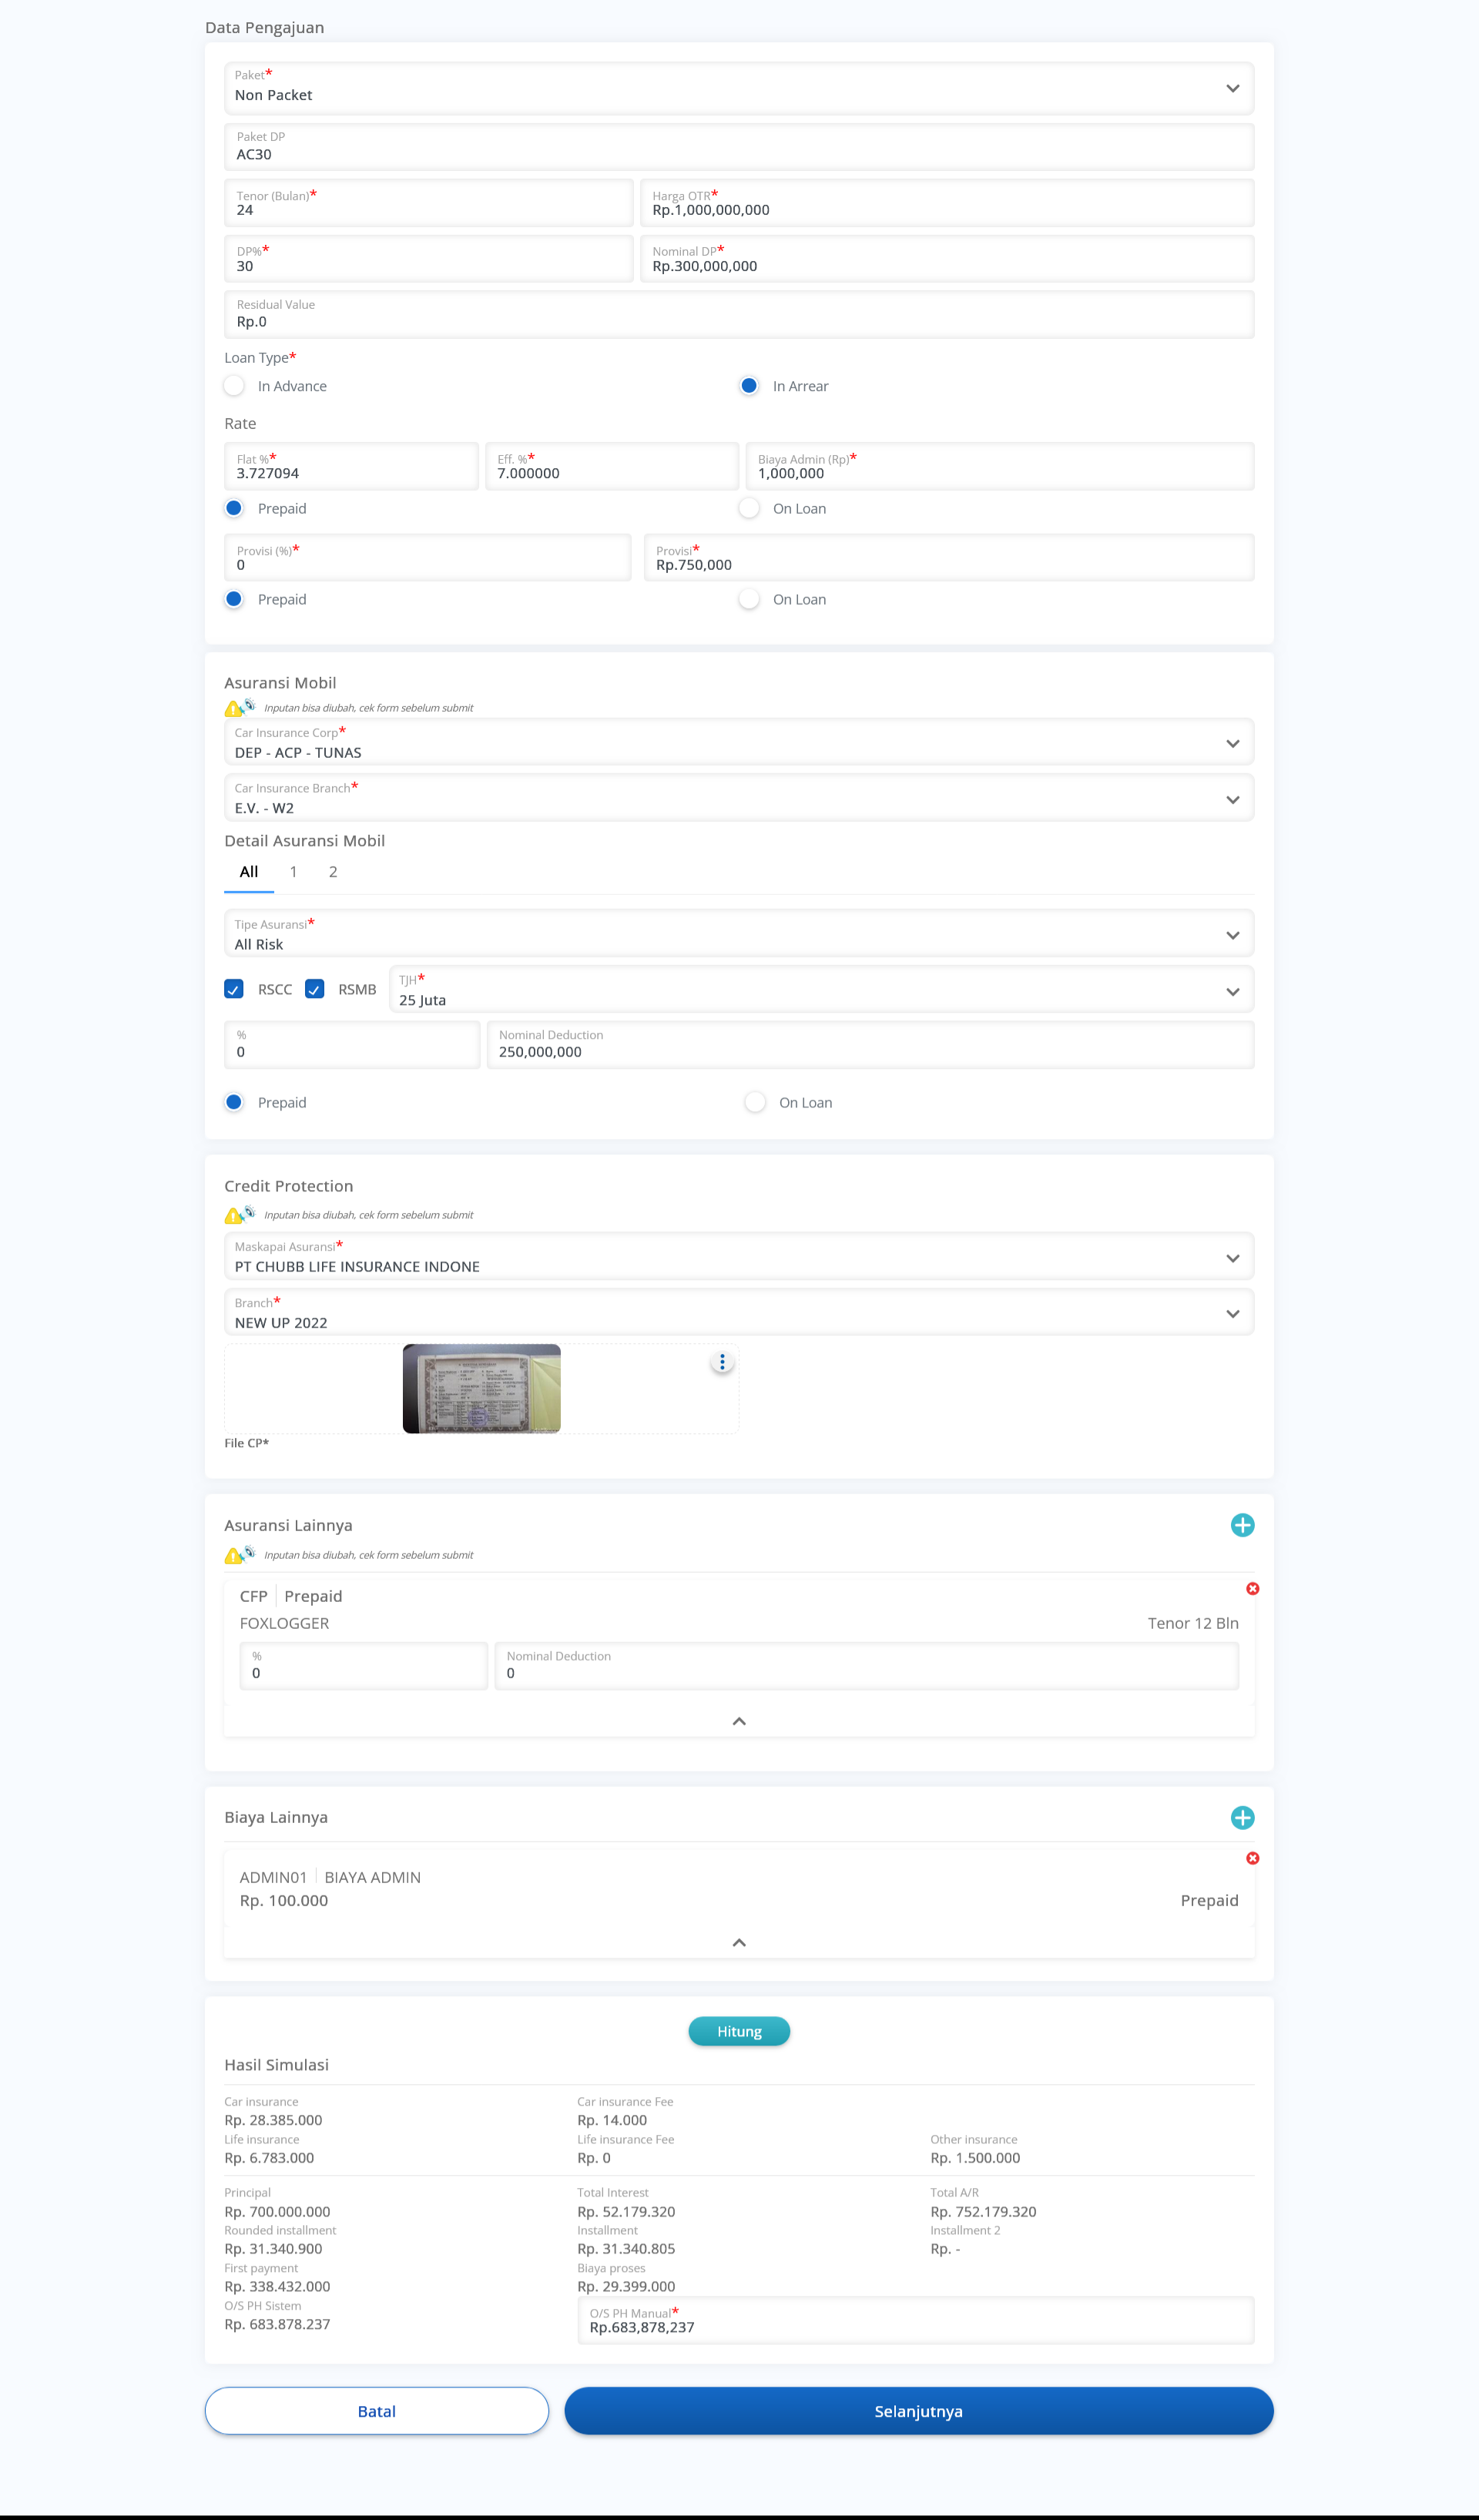 Data Pengajuan
Paket*
Non Packet
Paket DP
AC30
Tenor (Bulan)* Harga OTR*
24 Rp.1,000,000,000
DP%* Nominal DP*
30 Rp.300,000,000
Residual Value
Rp.0
Loan Type*
In Advance In Arrear
Rate
Flat %* Eff. %* Biaya Admin (Rp)*
3.727094 7.000000 1,000,000
Prepaid On Loan
Provisi (%)* Provisi*
0 Rp.750,000
Prepaid On Loan
Asuransi Mobil
Inputan bisa diubah, cek form sebelum submit
Car Insurance Corp*
DEP - ACP - TUNAS
Car Insurance Branch*
E.V. - W2
Detail Asuransi Mobil
All 1 2
Tipe Asuransi*
All Risk
RSCC RSMB TJH*
25 Juta
% Nominal Deduction
0 250,000,000
Prepaid On Loan
Credit Protection
Inputan bisa diubah, cek form sebelum submit
Maskapai Asuransi*
PT CHUBB LIFE INSURANCE INDONE
Branch*
NEW UP 2022
File CP*
Asuransi Lainnya
Inputan bisa diubah, cek form sebelum submit
CFP Prepaid
FOXLOGGER Tenor 12 Bln
% Nominal Deduction
0 0
Biaya Lainnya
ADMIN01 BIAYA ADMIN
Rp. 100.000 Prepaid
Hitung
Hasil Simulasi
Car insurance Car insurance Fee
Rp. 28.385.000 Rp. 14.000
Life insurance Life insurance Fee Other insurance
Rp. 6.783.000 Rp. 0 Rp. 1.500.000
Principal Total Interest Total A/R
Rp. 700.000.000 Rp. 52.179.320 Rp. 752.179.320
Rounded installment Installment Installment 2
Rp. 31.340.900 Rp. 31.340.805 Rp. -
First payment Biaya proses
Rp. 338.432.000 Rp. 29.399.000
O/S PH Sistem O/S PH Manual*
Rp. 683.878.237 Rp.683,878,237
Batal Selanjutnya